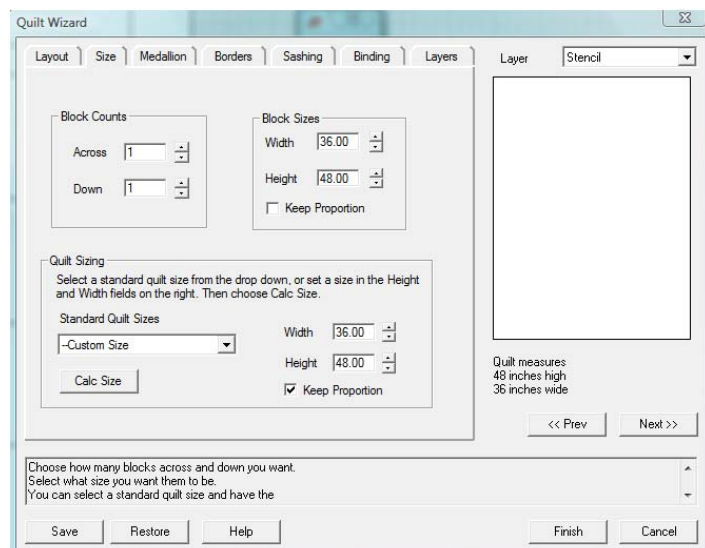 Quilt Wizard
Layout Size Medallion Borders Sashing Binding Layers
Layer Stencil
Block Counts
Across 1
Down 1
Block Sizes
Width 36.00
Height 48.00
Keep Proportion
Quilt Sizing
Select a standard quilt size from the drop down, or set a size in the Height
and Width fields on the right. Then choose Calc Size.
Standard Quilt Sizes
--Custom Size
Calc Size
Width 36.00
Height 48.00
Keep Proportion
Quilt measures
48 inches high
36 inches wide
<< Prev Next >>
Choose how many blocks across and down you want.
Select what size you want them to be.
You can select a standard quilt size and have the
Save Restore Help Finish Cancel